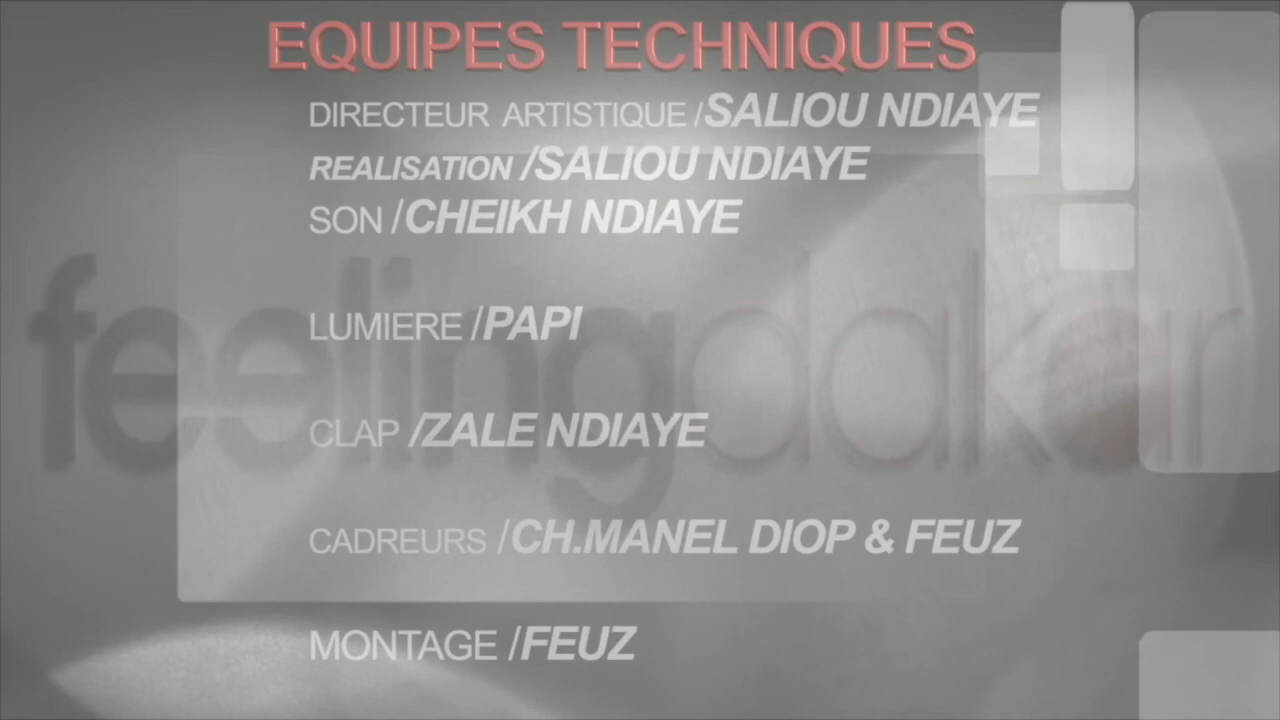 EQUIPES TECHNIQUES
DIRECTEUR ARTISTIQUE /SALIOU NDIAYE
REALISATION /SALIOU NDIAYE
SON /CHEIKH NDIAYE
LUMIERE /PAPI
feelingdakar
CLAP /ZALE NDIAYE
CADREURS /CH.MANEL DIOP & FEUZ
MONTAGE /FEUZ